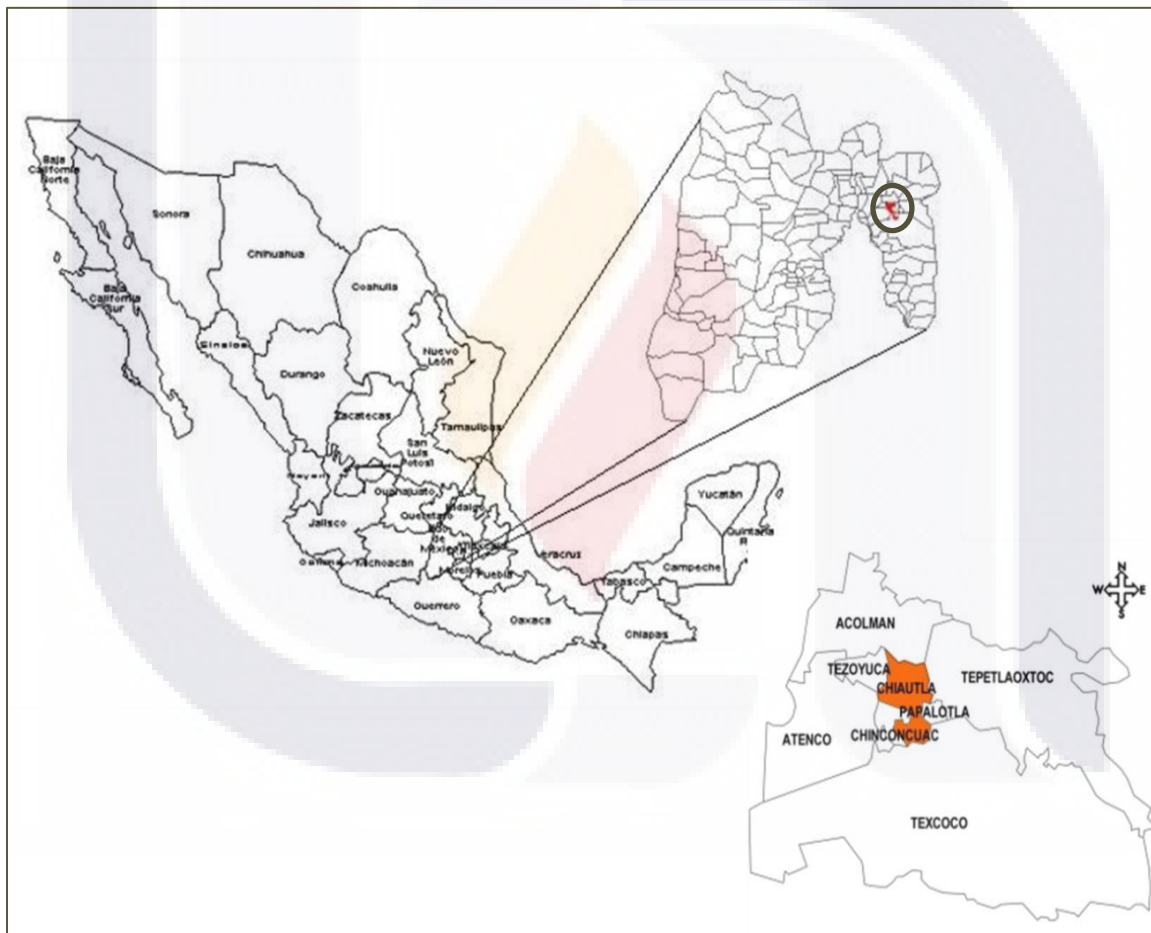 Baja
California
Norte
Sonora
Chihuahua
Coahuila
Baja
California
Sur
Sinaloa
Nuevo
León
Durango
Zacatecas
Tamaulipas
San
Luis
Potosí
Guanajuato
Hidalgo
Querétaro
Jalisco
Michoacán
Morelos
Puebla
Guerrero
Oaxaca
Yucatán
Quintana
R
Campeche
Tabasco
Chiapas
eracruz
N
W
E
S
ACOLMAN
TEZOYUCA
CHIAUTLA
TEPETLAOXTOC
PAPALOTLA
ATENCO
CHINCONCUAC
TEXCOCO